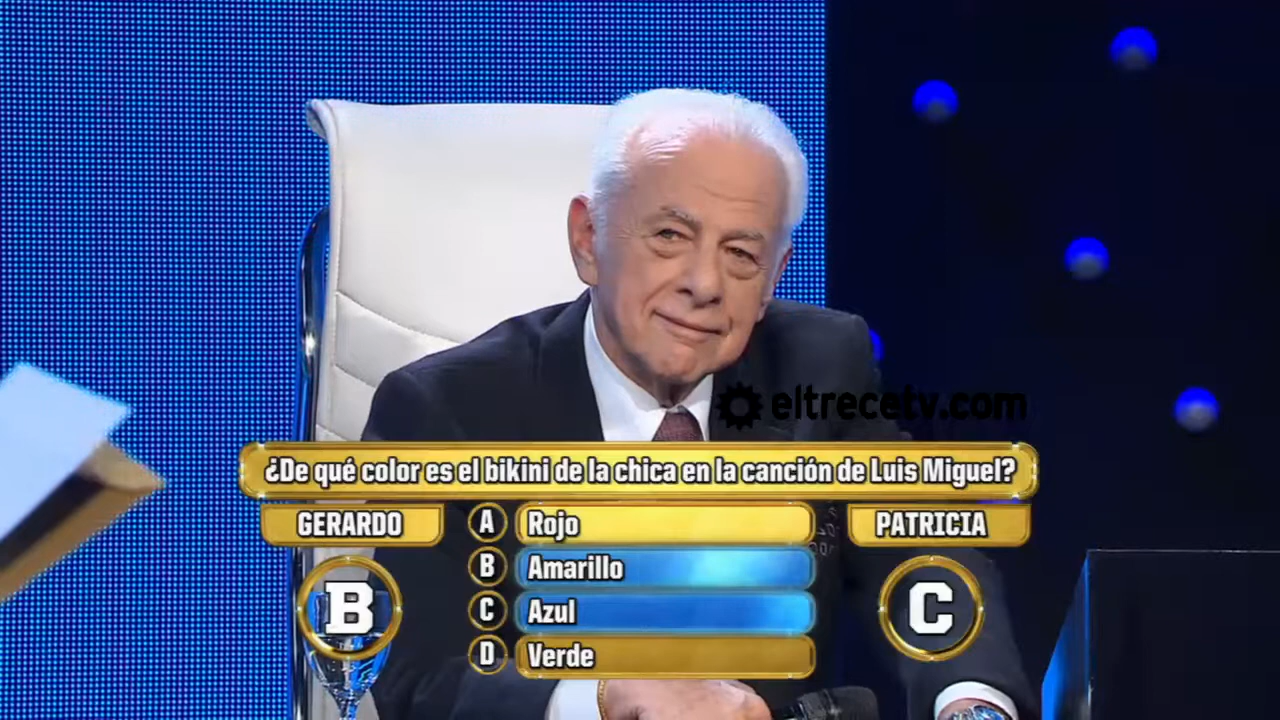 eltrecetv.com
¿De qué color es el bikini de la chica en la canción de Luis Miguel?
GERARDO
A Rojo
PATRICIA
B Amarillo
C Azul
D Verde
B
C